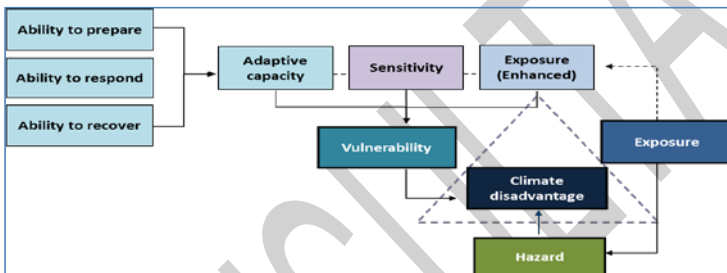 Ability to prepare
Ability to respond
Ability to recover
Adaptive
capacity
Sensitivity
Exposure
(Enhanced)
Vulnerability
Exposure
Climate
disadvantage
Hazard